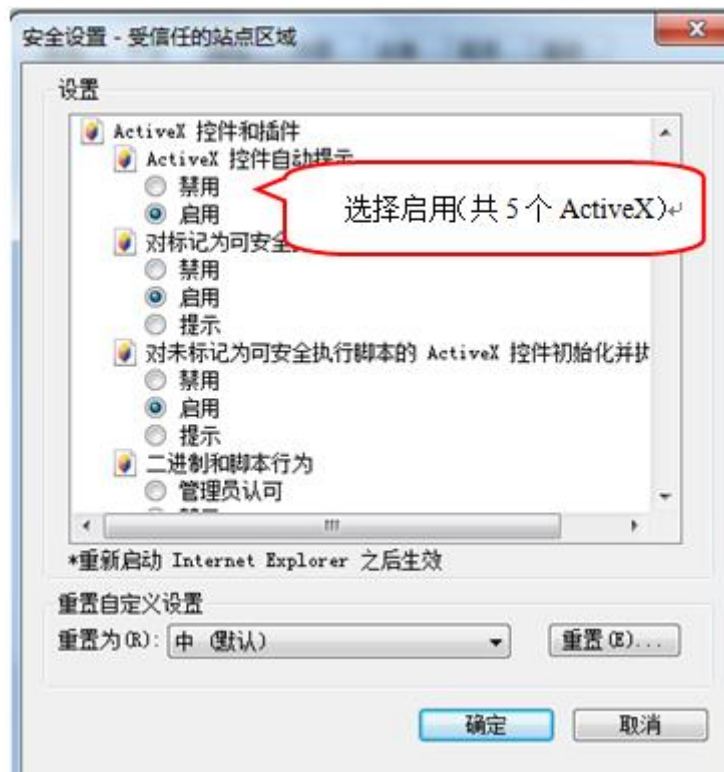 安全设置 - 受信任的站点区域
设置
ActiveX 控件和插件
ActiveX 控件自动提示
禁用
启用
选择启用(共 5 个 ActiveX)↵
对标记为可安全
禁用
启用
提示
对未标记为可安全执行脚本的 ActiveX 控件初始化并执
禁用
启用
提示
二进制和脚本行为
管理员认可
*重新启动 Internet Explorer 之后生效
重置自定义设置
重置为(R): 中 (默认)
重置(E)...
确定
取消